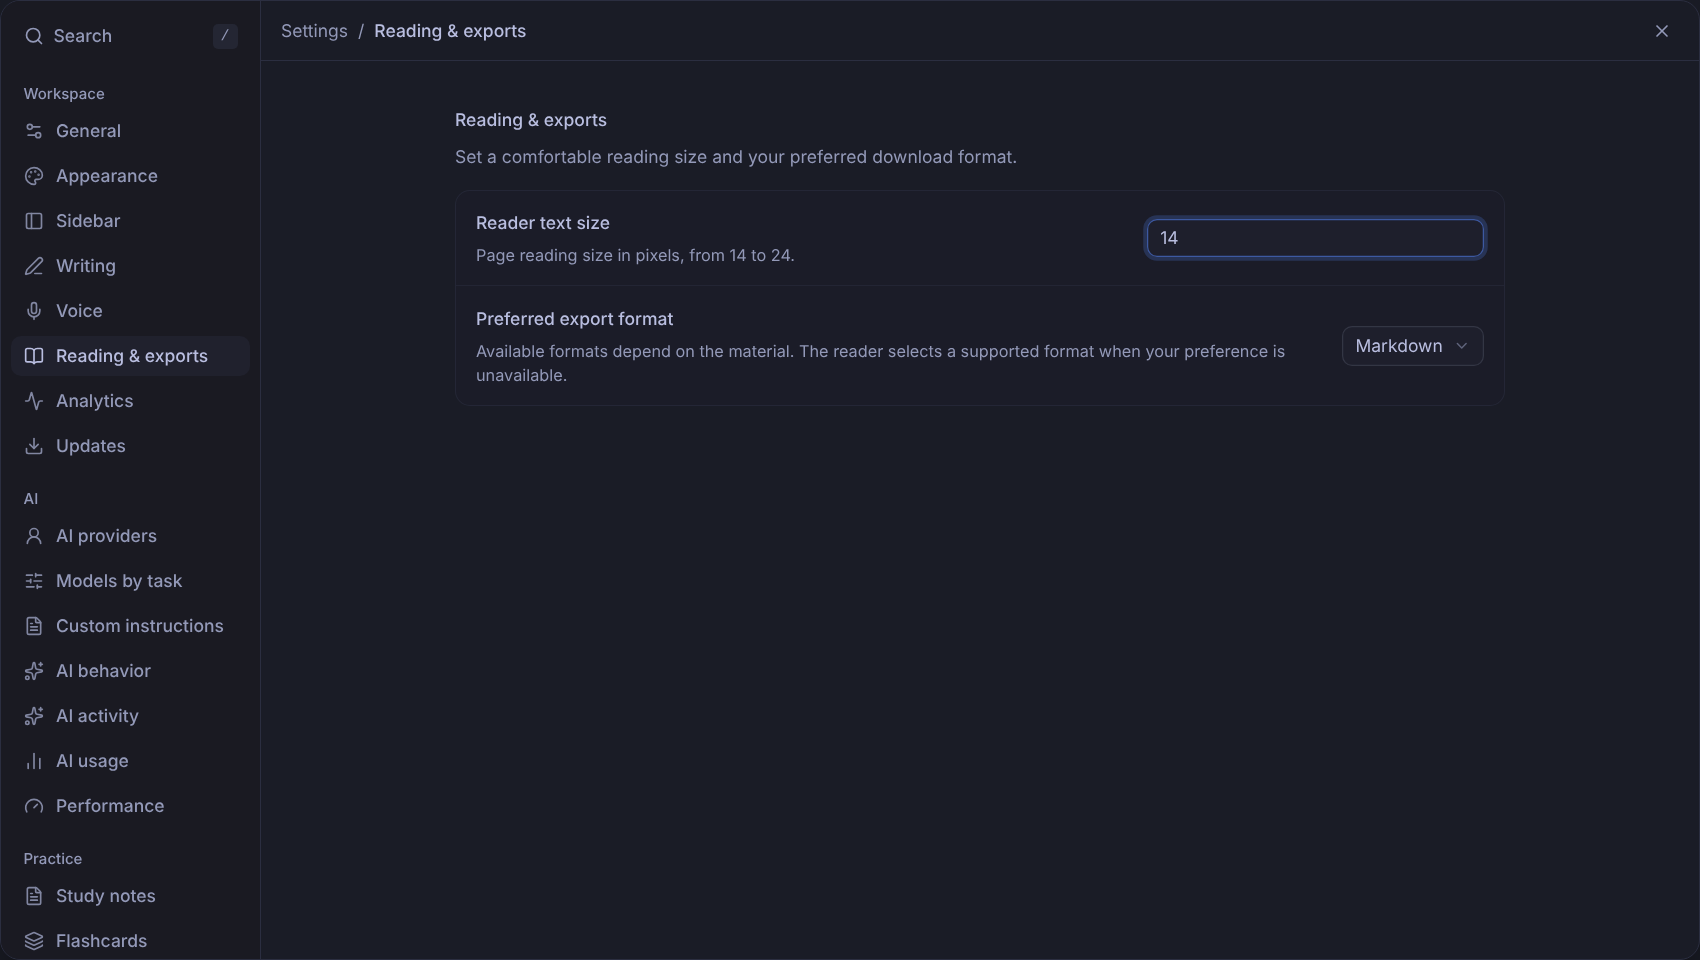 Search
/
Workspace
General
Appearance
Sidebar
Writing
Voice
Reading & exports
Analytics
Updates
AI
AI providers
Models by task
Custom instructions
AI behavior
AI activity
AI usage
Performance
Practice
Study notes
Flashcards
Settings / Reading & exports
Reading & exports
Set a comfortable reading size and your preferred download format.
Reader text size
Page reading size in pixels, from 14 to 24.
14
Preferred export format
Available formats depend on the material. The reader selects a supported format when your preference is
unavailable.
Markdown